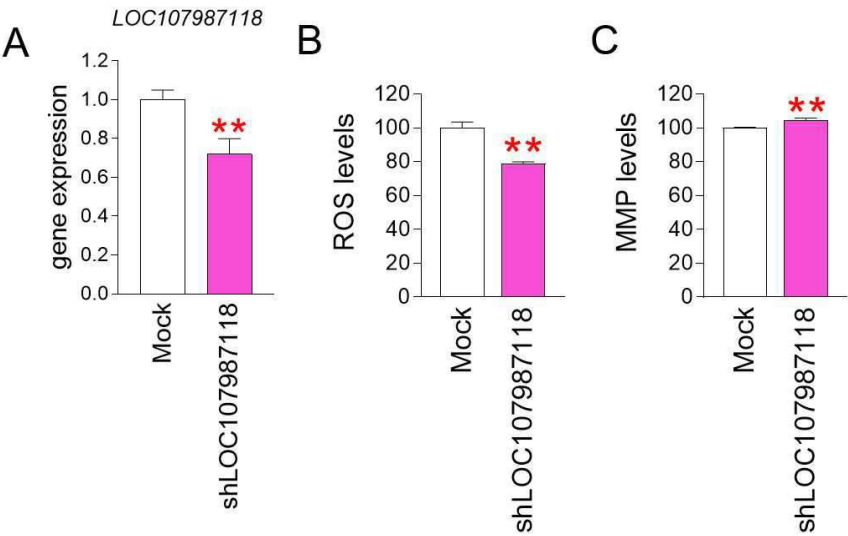 LOC107987118
A
gene expression
1.2
1.0
0.8
0.6
0.4
0.2
0.0
**
Mock
shLOC107987118
B
ROS levels
120
100
80
60
40
20
0
**
Mock
shLOC107987118
C
MMP levels
120
100
80
60
40
20
0
**
Mock
shLOC107987118